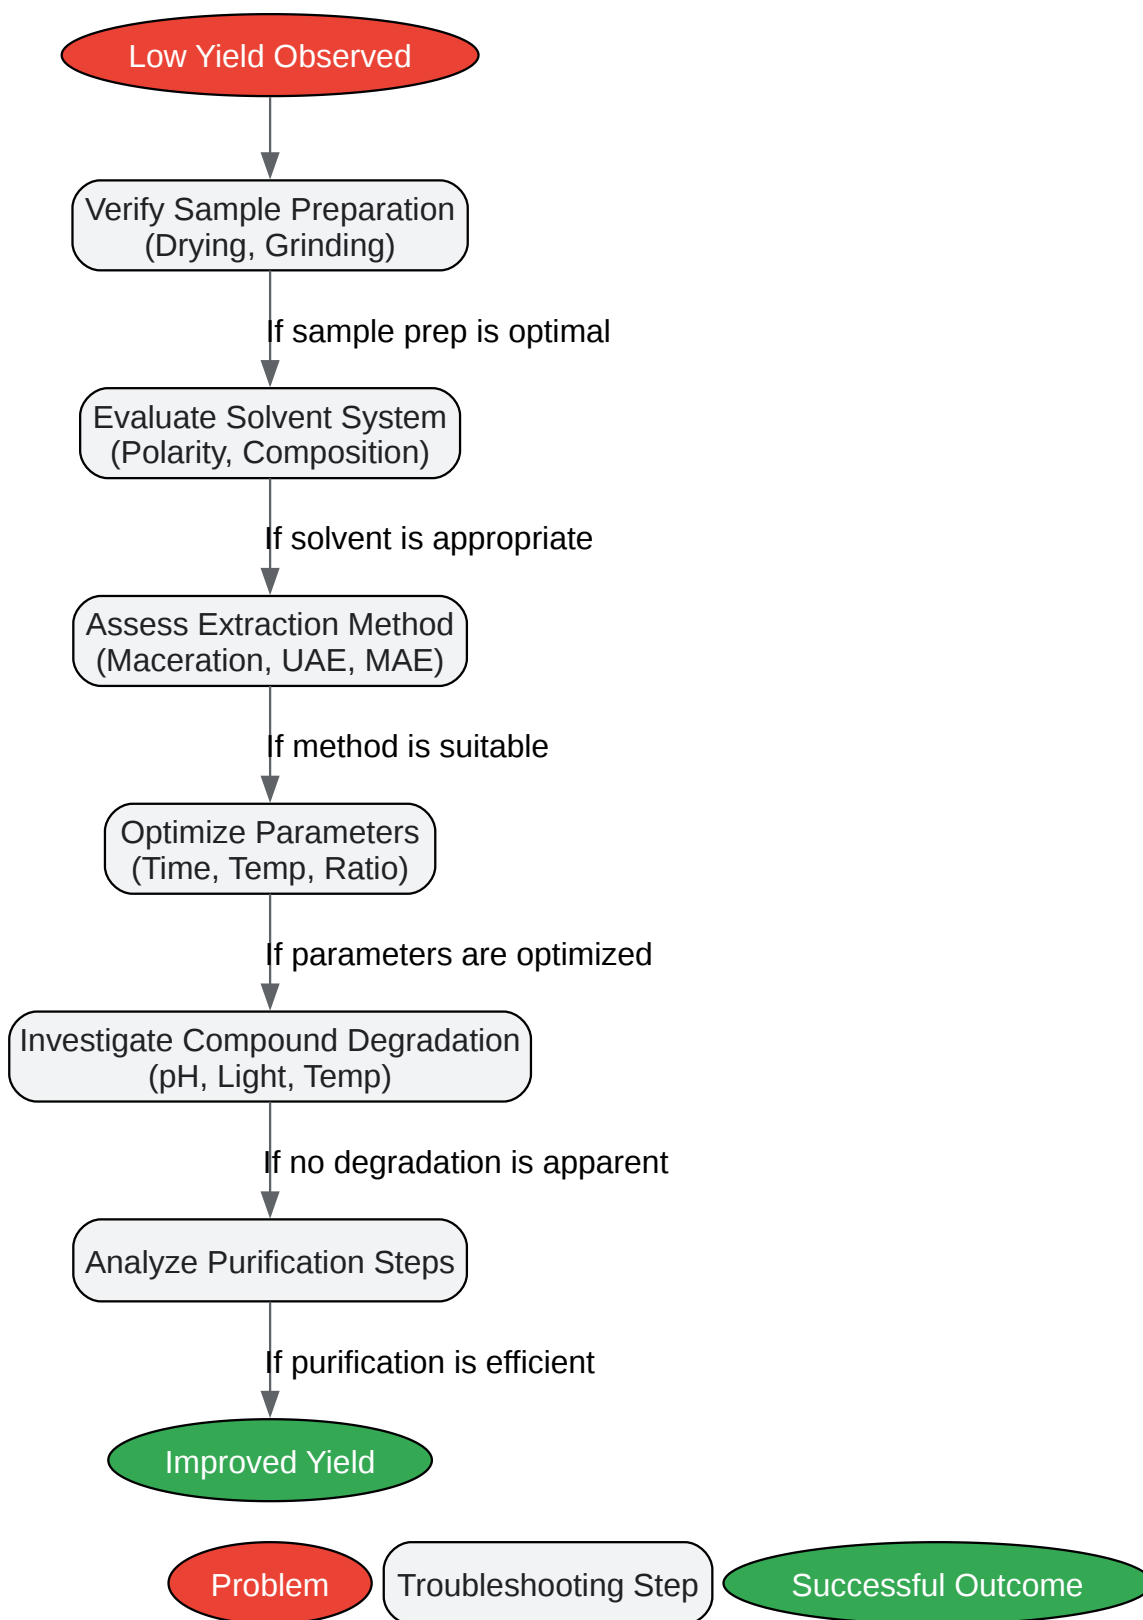 Low Yield Observed
Verify Sample Preparation
(Drying, Grinding)
If sample prep is optimal
Evaluate Solvent System
(Polarity, Composition)
If solvent is appropriate
Assess Extraction Method
(Maceration, UAE, MAE)
If method is suitable
Optimize Parameters
(Time, Temp, Ratio)
If parameters are optimized
Investigate Compound Degradation
(pH, Light, Temp)
If no degradation is apparent
Analyze Purification Steps
If purification is efficient
Improved Yield
Problem
Troubleshooting Step
Successful Outcome